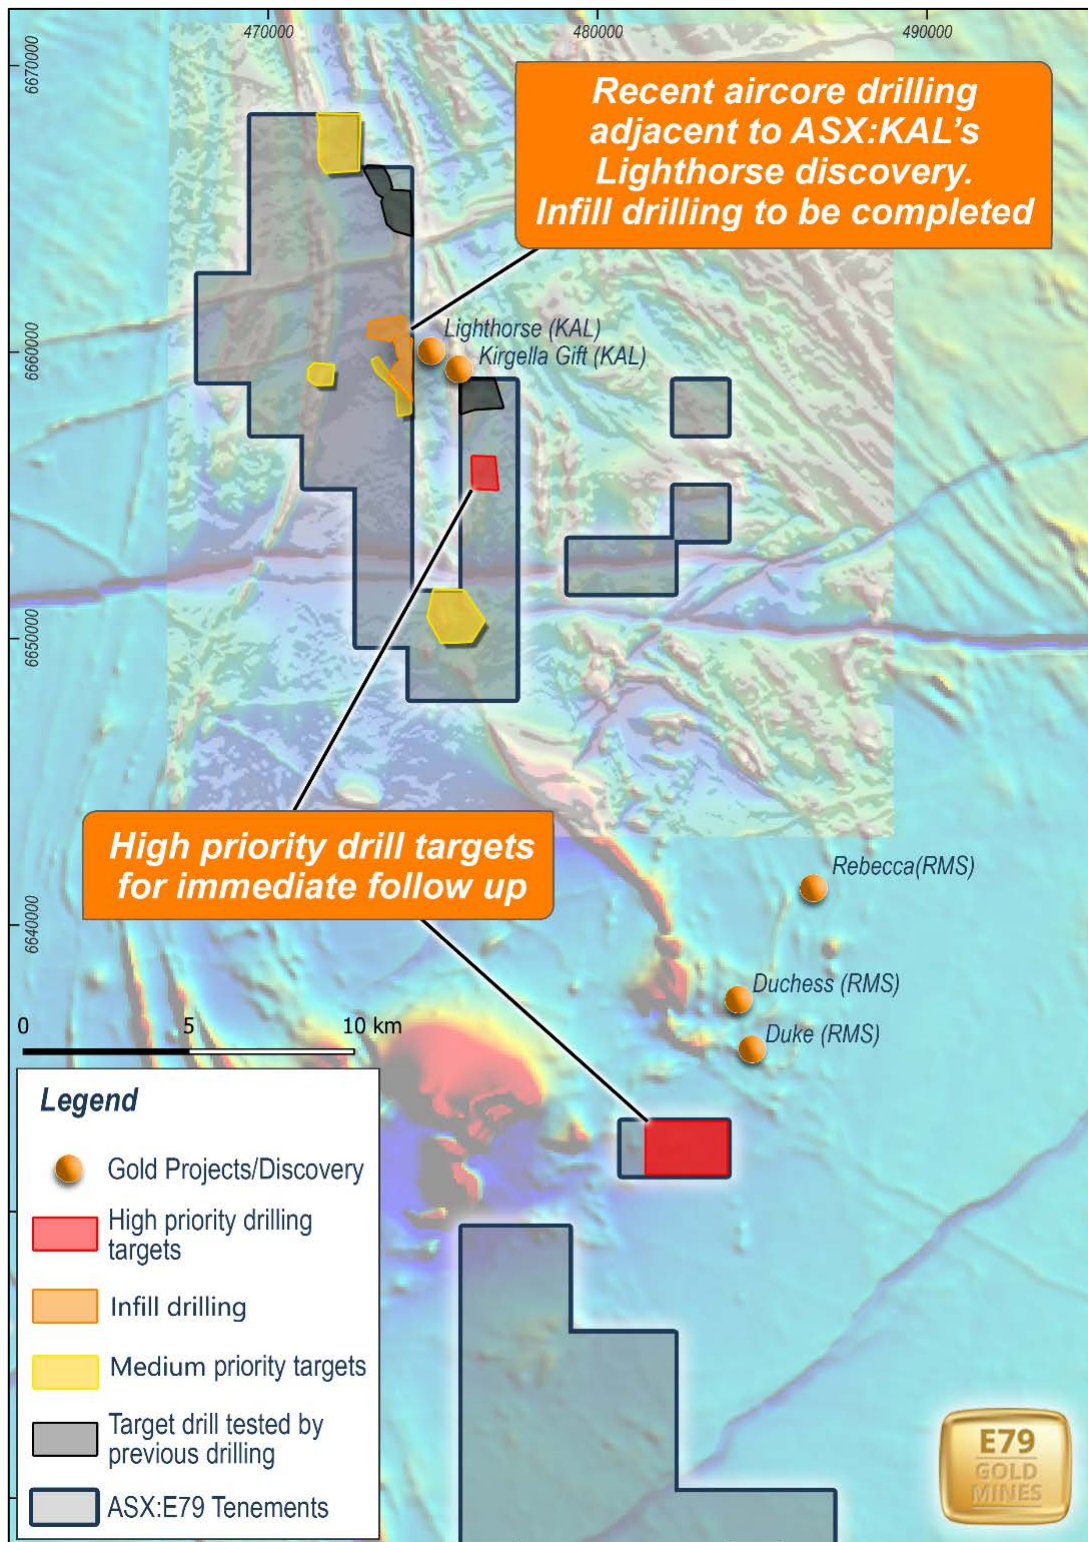 470000
480000
490000
6670000
Recent aircore drilling
adjacent to ASX:KAL's
Lighthorse discovery.
Infill drilling to be completed
Lighthorse (KAL)
6660000
Kirgella Gift (KAL)
6650000
High priority drill targets
for immediate follow up
Rebecca(RMS)
6640000
Duchess (RMS)
Duke (RMS)
0 5 10 km
Legend
Gold Projects/Discovery
High priority drilling
targets
Infill drilling
Medium priority targets
Target drill tested by
previous drilling
ASX:E79 Tenements
E79
GOLD
MINES